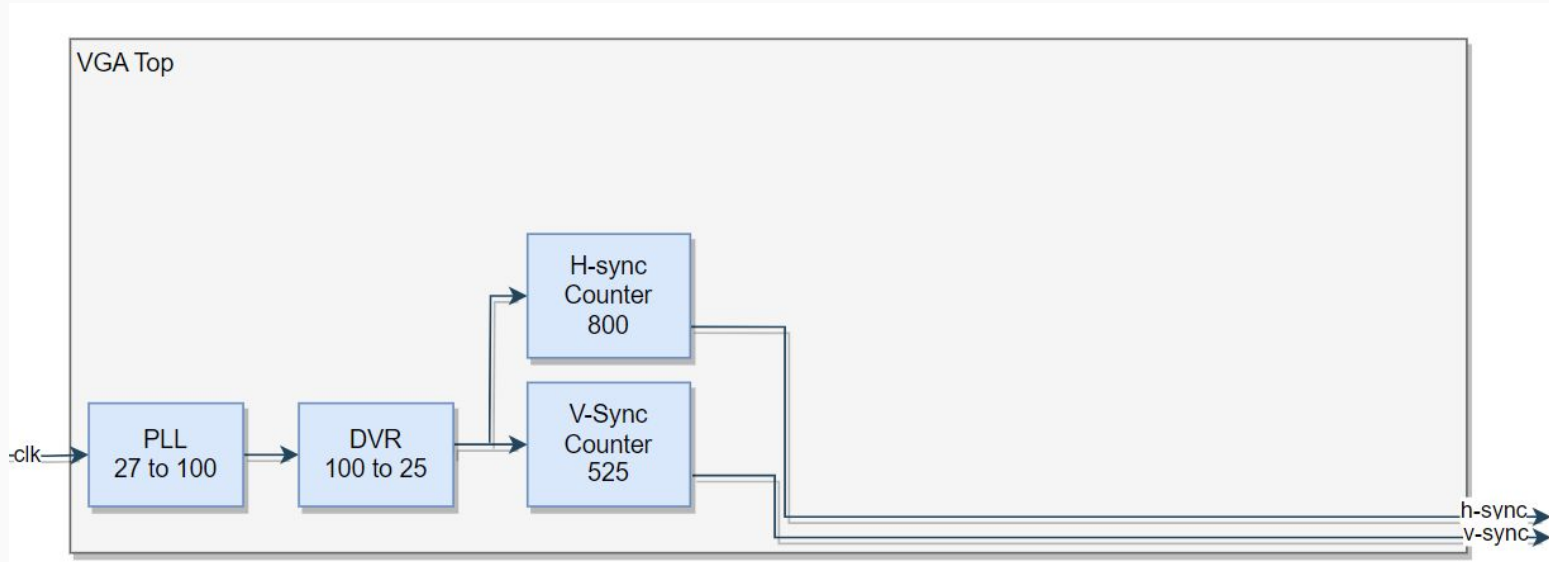 VGA Top
H-sync
Counter
800
V-Sync
Counter
525
clk
PLL
27 to 100
DVR
100 to 25
h-sync
v-sync